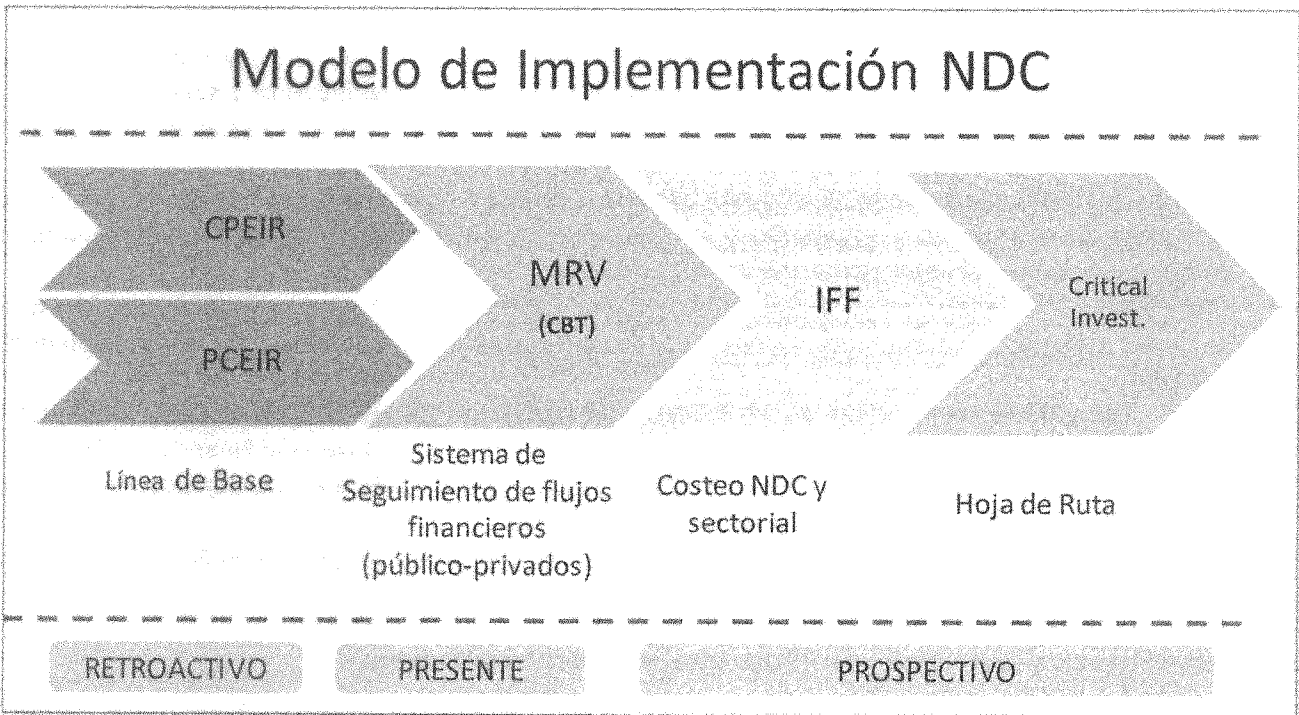 Modelo de Implementación NDC
CPEIR
PCEIR
MRV
(CBT)
IFF
Critical
Invest.
Línea de Base
Sistema de
Seguimiento de flujos
financieros
(público-privados)
Costeo NDC y
sectorial
Hoja de Ruta
RETROACTIVO
PRESENTE
PROSPECTIVO